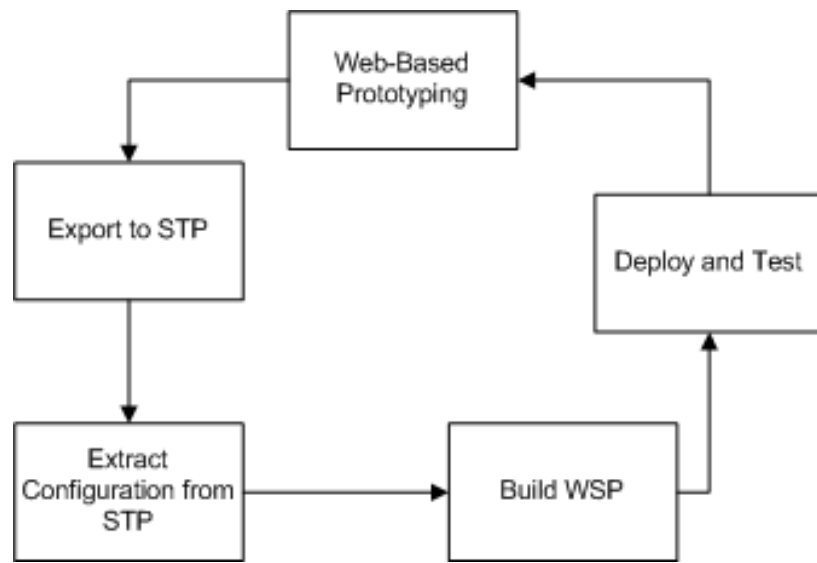 Web-Based
Prototyping
Export to STP
Deploy and Test
Extract
Configuration from
STP
Build WSP